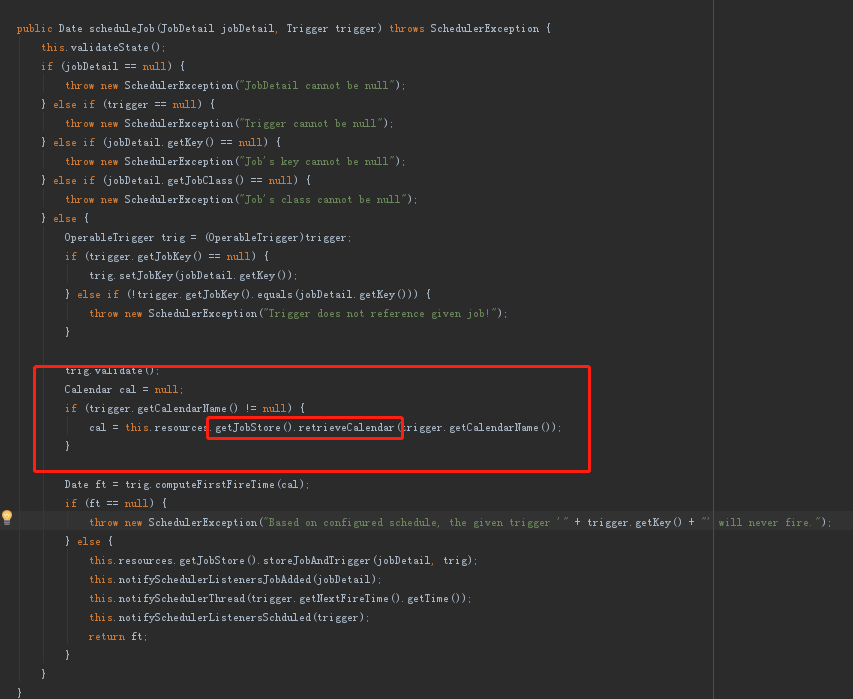 public Date scheduleJob(JobDetail jobDetail, Trigger trigger) throws SchedulerException {
this.validateState();
if (jobDetail == null) {
throw new SchedulerException("JobDetail cannot be null");
} else if (trigger == null) {
throw new SchedulerException("Trigger cannot be null");
} else if (jobDetail.getKey() == null) {
throw new SchedulerException("Job's key cannot be null");
} else if (jobDetail.getJobClass() == null) {
throw new SchedulerException("Job's class cannot be null");
} else {
OperableTrigger trig = (OperableTrigger)trigger;
if (trigger.getJobKey() == null) {
trig.setJobKey(jobDetail.getKey());
} else if (!trigger.getJobKey().equals(jobDetail.getKey())) {
throw new SchedulerException("Trigger does not reference given job!");
}
trig.validate();
Calendar cal = null;
if (trigger.getCalendarName() != null) {
cal = this.resources.getJobStore().retrieveCalendar(trigger.getCalendarName());
}
Date ft = trig.computeFirstFireTime(cal);
if (ft == null) {
throw new SchedulerException("Based on configured schedule, the given trigger '" + trigger.getKey() + "' will never fire.");
} else {
this.resources.getJobStore().storeJobAndTrigger(jobDetail, trig);
this.notifySchedulerListenersJobAdded(jobDetail);
this.notifySchedulerThread(trigger.getNextFireTime().getTime());
this.notifySchedulerListenersSchduled(trigger);
return ft;
}
}
}